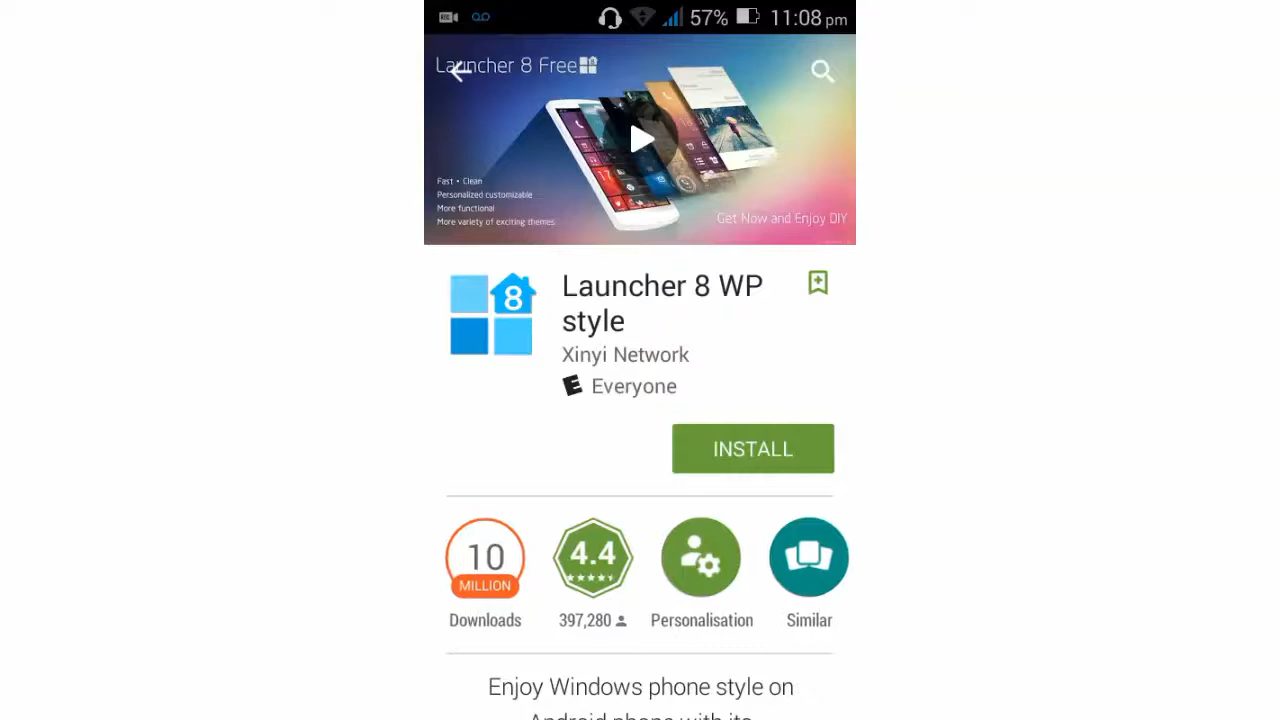 57% 11:08 pm
Launcher 8 Free
Fast • Clean
Personalized customizable
More functional
More variety of exciting themes
Get Now and Enjoy DIY
8
Launcher 8 WP
style
Xinyi Network
E Everyone
INSTALL
10
MILLION
Downloads
4.4
397,280
Personalisation
Similar
Enjoy Windows phone style on
Android phone with its